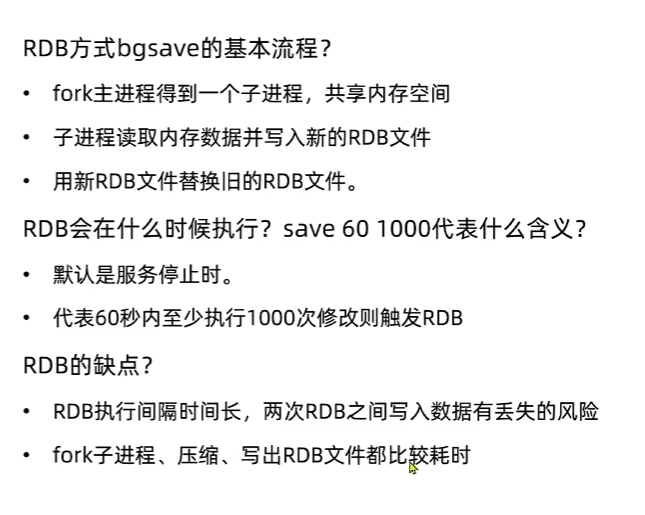 RDB方式bgsave的基本流程？
• fork主进程得到一个子进程，共享内存空间
• 子进程读取内存数据并写入新的RDB文件
• 用新RDB文件替换旧的RDB文件。
RDB会在什么时候执行？save 60 1000代表什么含义？
• 默认是服务停止时。
• 代表60秒内至少执行1000次修改则触发RDB
RDB的缺点？
• RDB执行间隔时间长，两次RDB之间写入数据有丢失的风险
• fork子进程、压缩、写出RDB文件都比较耗时